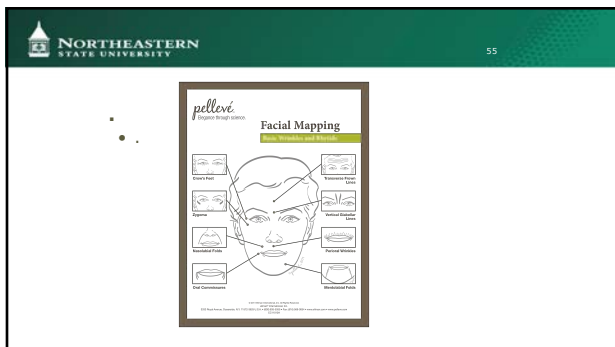 NORTHEASTERN
STATE UNIVERSITY
55
pellevé
Elegance through science.
Facial Mapping
Basic Wrinkles and Rhytids
Crow's Feet
Transverse Frown
Lines
Zygoma
Vertical Glabellar
Lines
Nasolabial Folds
Perioral Wrinkles
Oral Commissures
Mentolabial Folds